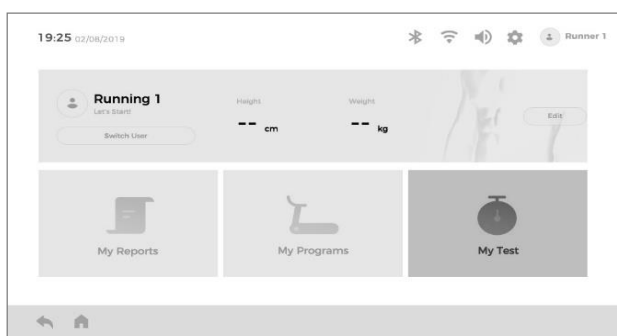 19:25 02/08/2019 Runner 1
Running 1
Let's Start!
Switch User
Height
-- cm
Weight
-- kg
Edit
My Reports
My Programs
My Test